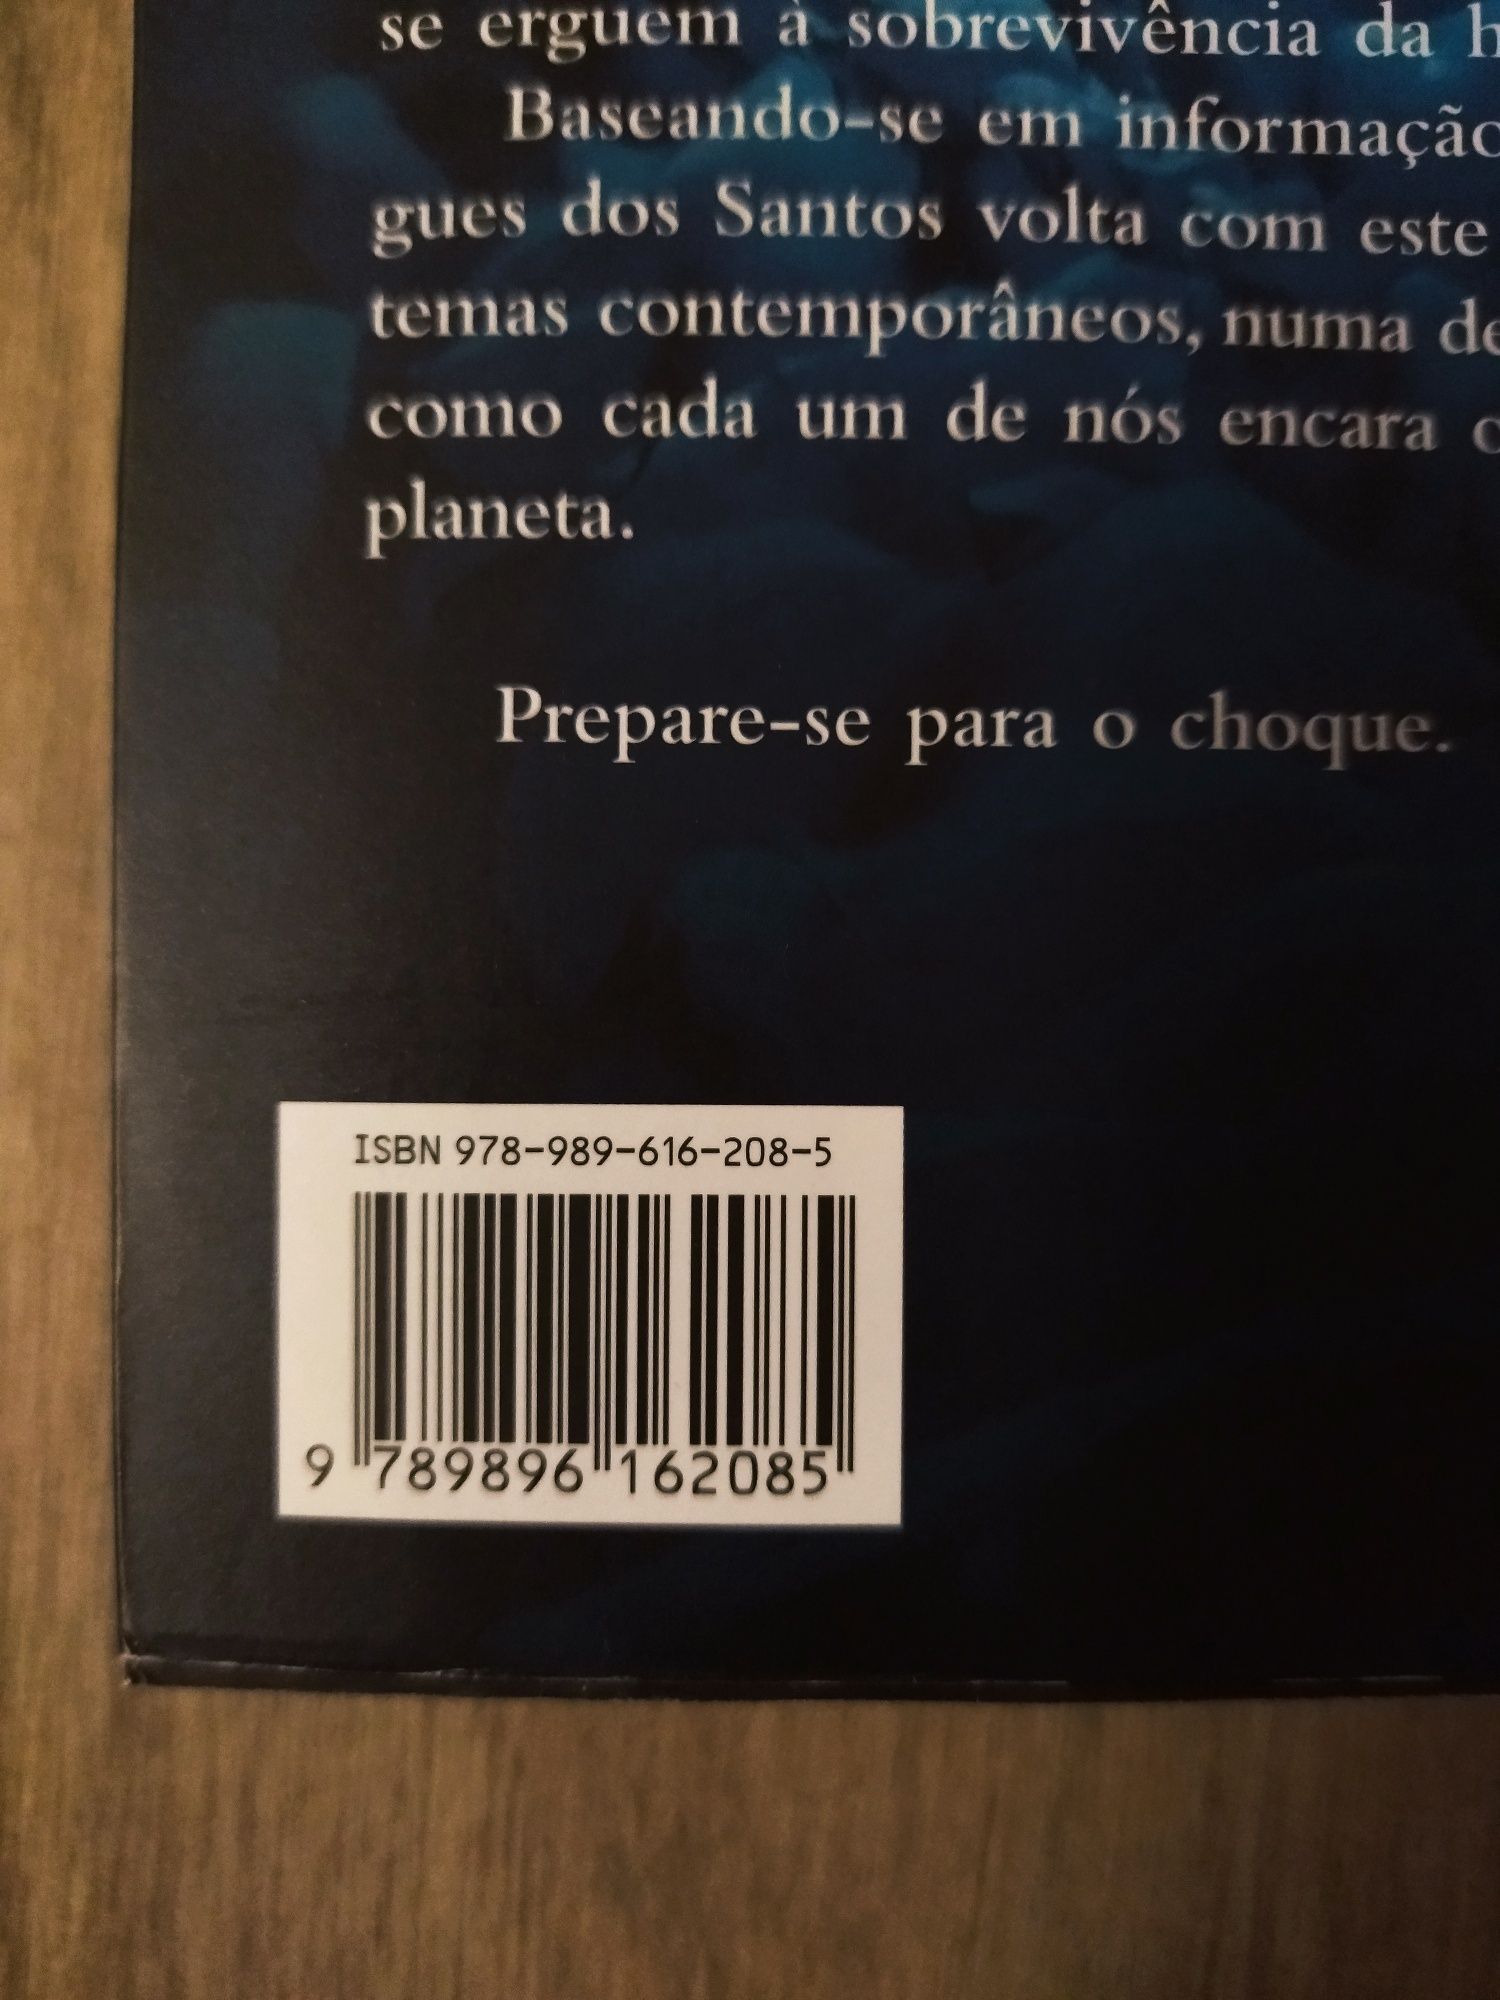 se erguem à sobrevivência da h
Baseando-se em informação
gues dos Santos volta com este
temas contemporâneos, numa de
como cada um de nós encara o
planeta.
Prepare-se para o choque.
ISBN 978-989-616-208-5
9 789896 162085